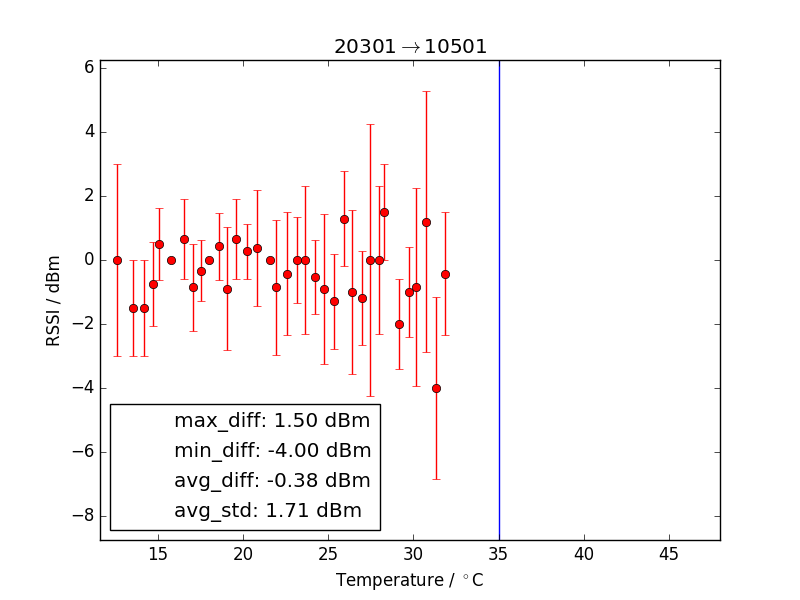 20301→10501
6
4
2
0
−2
−4
−6
−8
RSSI / dBm
max_diff: 1.50 dBm
min_diff: -4.00 dBm
avg_diff: -0.38 dBm
avg_std: 1.71 dBm
15 20 25 30 35 40 45
Temperature / °C